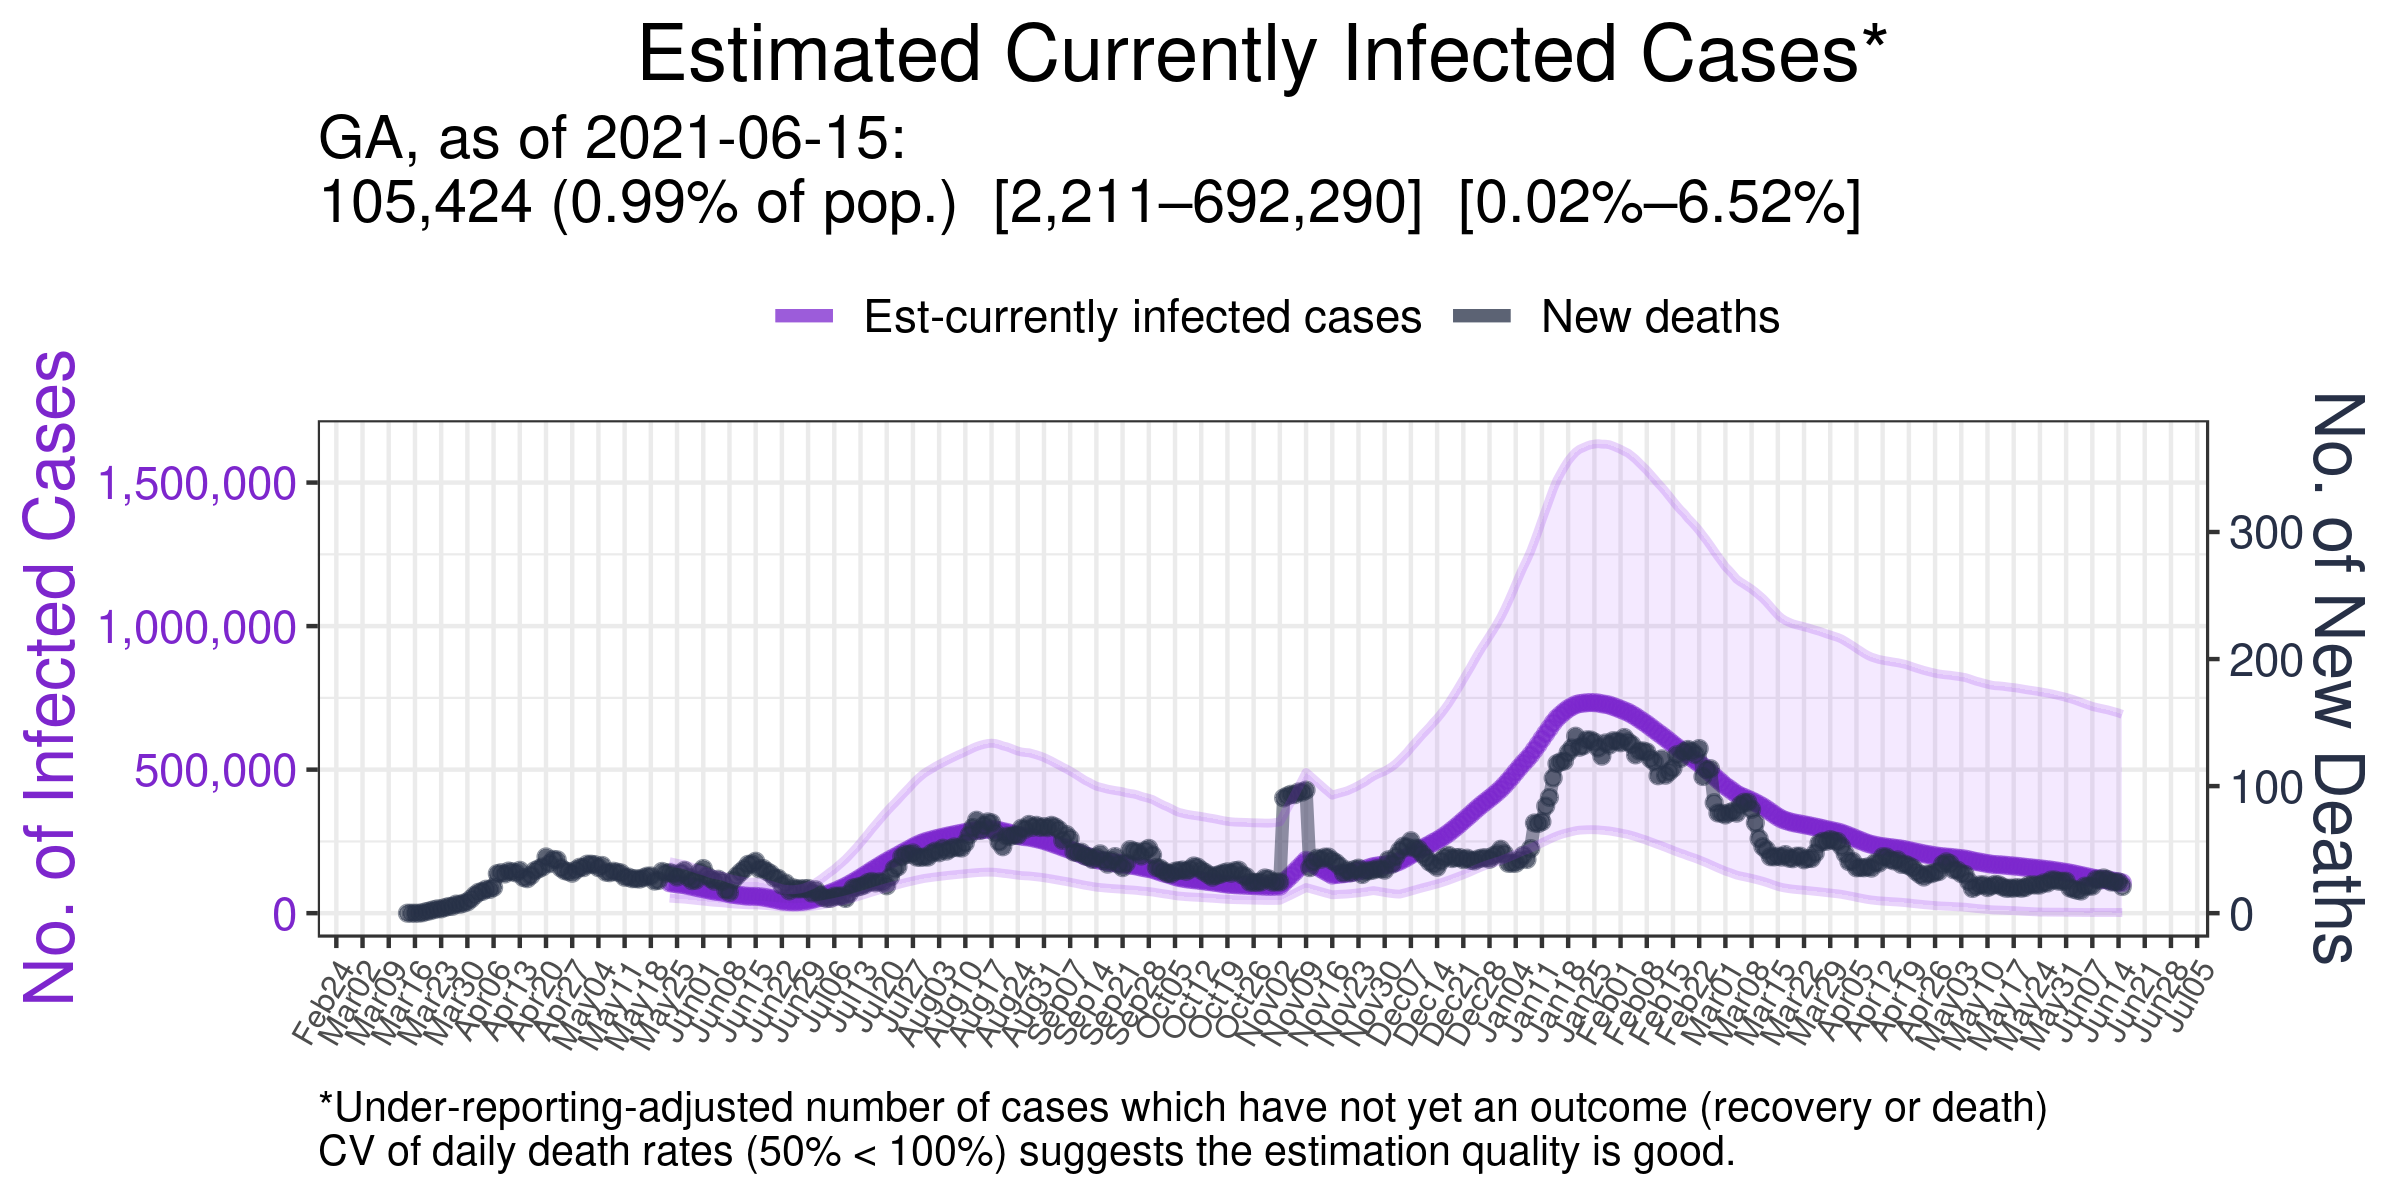 Estimated Currently Infected Cases*
GA, as of 2021-06-15:
105,424 (0.99% of pop.) [2,211–692,290] [0.02%–6.52%]
Est-currently infected cases
New deaths
No. of Infected Cases
1,500,000
1,000,000
500,000
0
No. of New Deaths
300
200
100
0
Feb24
Mar02
Mar09
Mar16
Mar23
Mar30
Apr06
Apr13
Apr20
Apr27
May04
May11
May18
May25
Jun01
Jun08
Jun15
Jun22
Jun29
Jul06
Jul13
Jul20
Jul27
Aug03
Aug10
Aug17
Aug24
Aug31
Sep07
Sep14
Sep21
Sep28
Oct05
Oct12
Oct19
Oct26
Nov02
Nov09
Nov16
Nov23
Nov30
Dec07
Dec14
Dec21
Dec28
Jan04
Jan11
Jan18
Jan25
Feb01
Feb08
Feb15
Feb22
Mar01
Mar08
Mar15
Mar22
Mar29
Apr05
Apr12
Apr19
Apr26
May03
May10
May17
May24
May31
Jun07
Jun14
Jun21
Jun28
Jul05
*Under-reporting-adjusted number of cases which have not yet an outcome (recovery or death)
CV of daily death rates (50% < 100%) suggests the estimation quality is good.